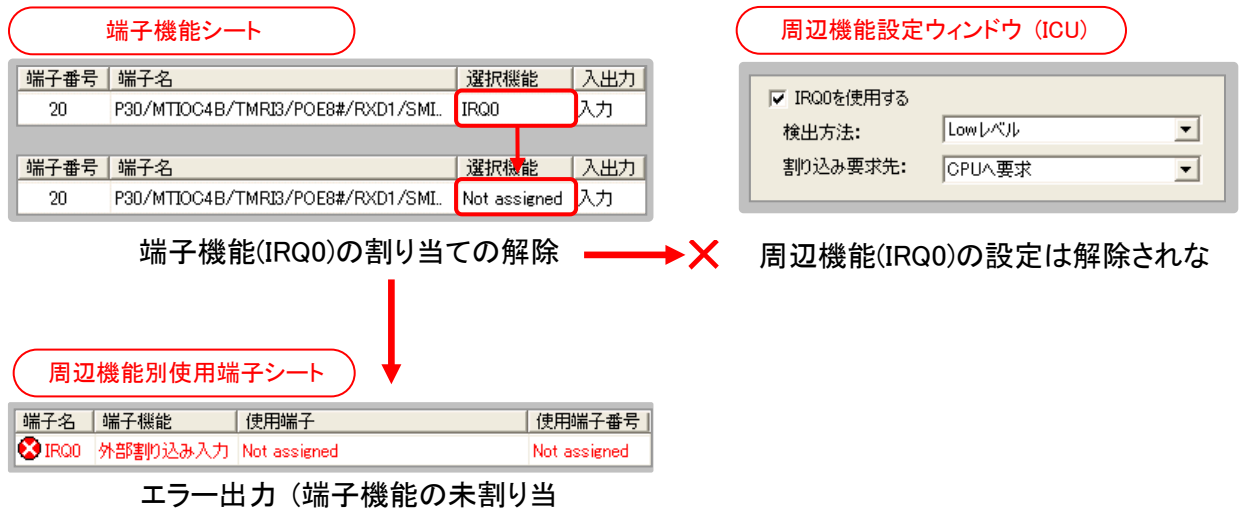 端子機能シート
端子番号 端子名 選択機能 入出力
20 P30/MTIOC4B/TMRI3/POE8#/RXD1/SMI.. IRQ0 入力
端子番号 端子名 選択機能 入出力
20 P30/MTIOC4B/TMRI3/POE8#/RXD1/SMI.. Not assigned 入力
端子機能(IRQ0)の割り当ての解除
周辺機能設定ウィンドウ (ICU)
IRQ0を使用する
検出方法: Lowレベル
割り込み要求先: CPUへ要求
周辺機能(IRQ0)の設定は解除されな
周辺機能別使用端子シート
端子名 端子機能 使用端子 使用端子番号
IRQ0 外部割り込み入力 Not assigned Not assigned
エラー出力 (端子機能の未割り当